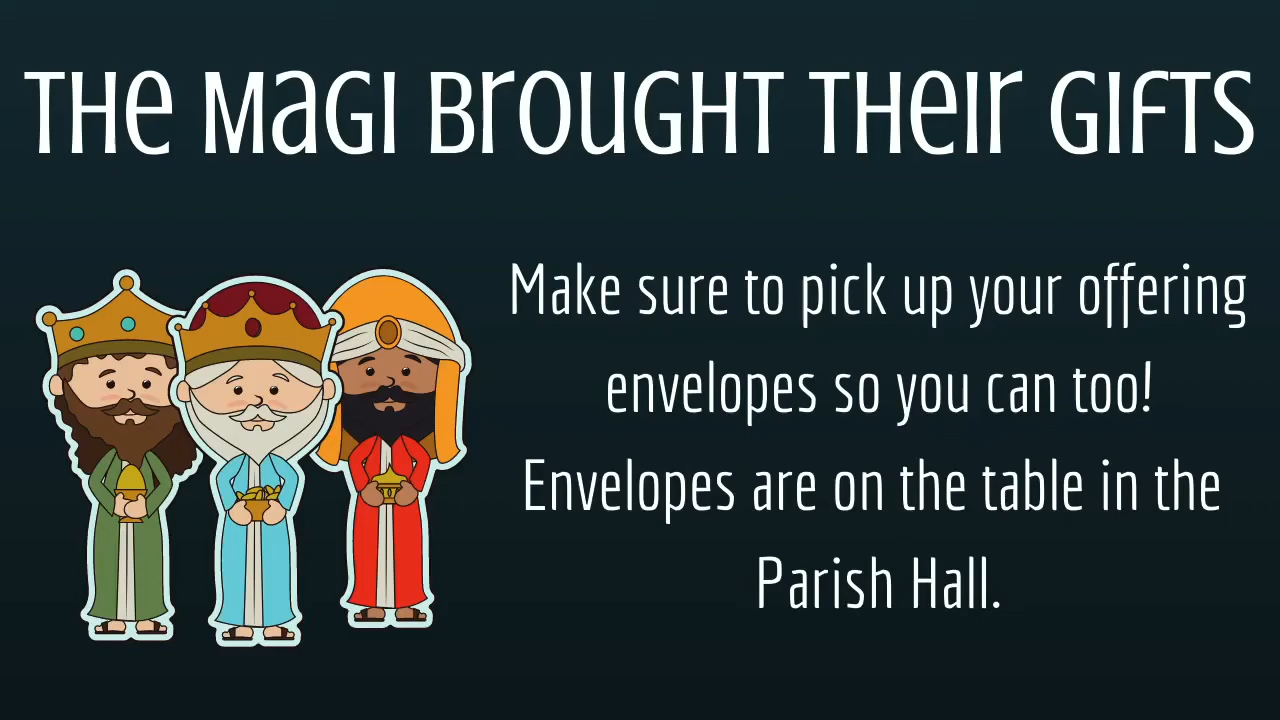 THe MaGI BrOUGHT THeIr GIFTS
Make sure to pick up your offering
envelopes so you can too!
Envelopes are on the table in the
Parish Hall.